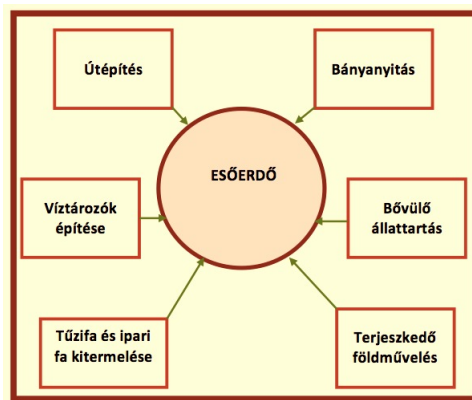 Útépítés
Bányanyitás
ESŐERDŐ
Víztározók
építése
Bővülő
állattartás
Tűzifa és ipari
fa kitermelése
Terjeszkedő
földművelés